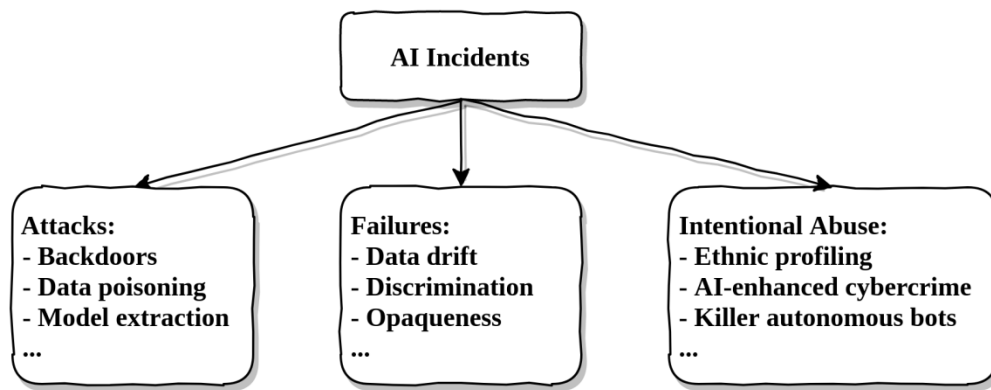 AI Incidents
Attacks:
- Backdoors
- Data poisoning
- Model extraction
...
Failures:
- Data drift
- Discrimination
- Opaqueness
...
Intentional Abuse:
- Ethnic profiling
- AI-enhanced cybercrime
- Killer autonomous bots
...